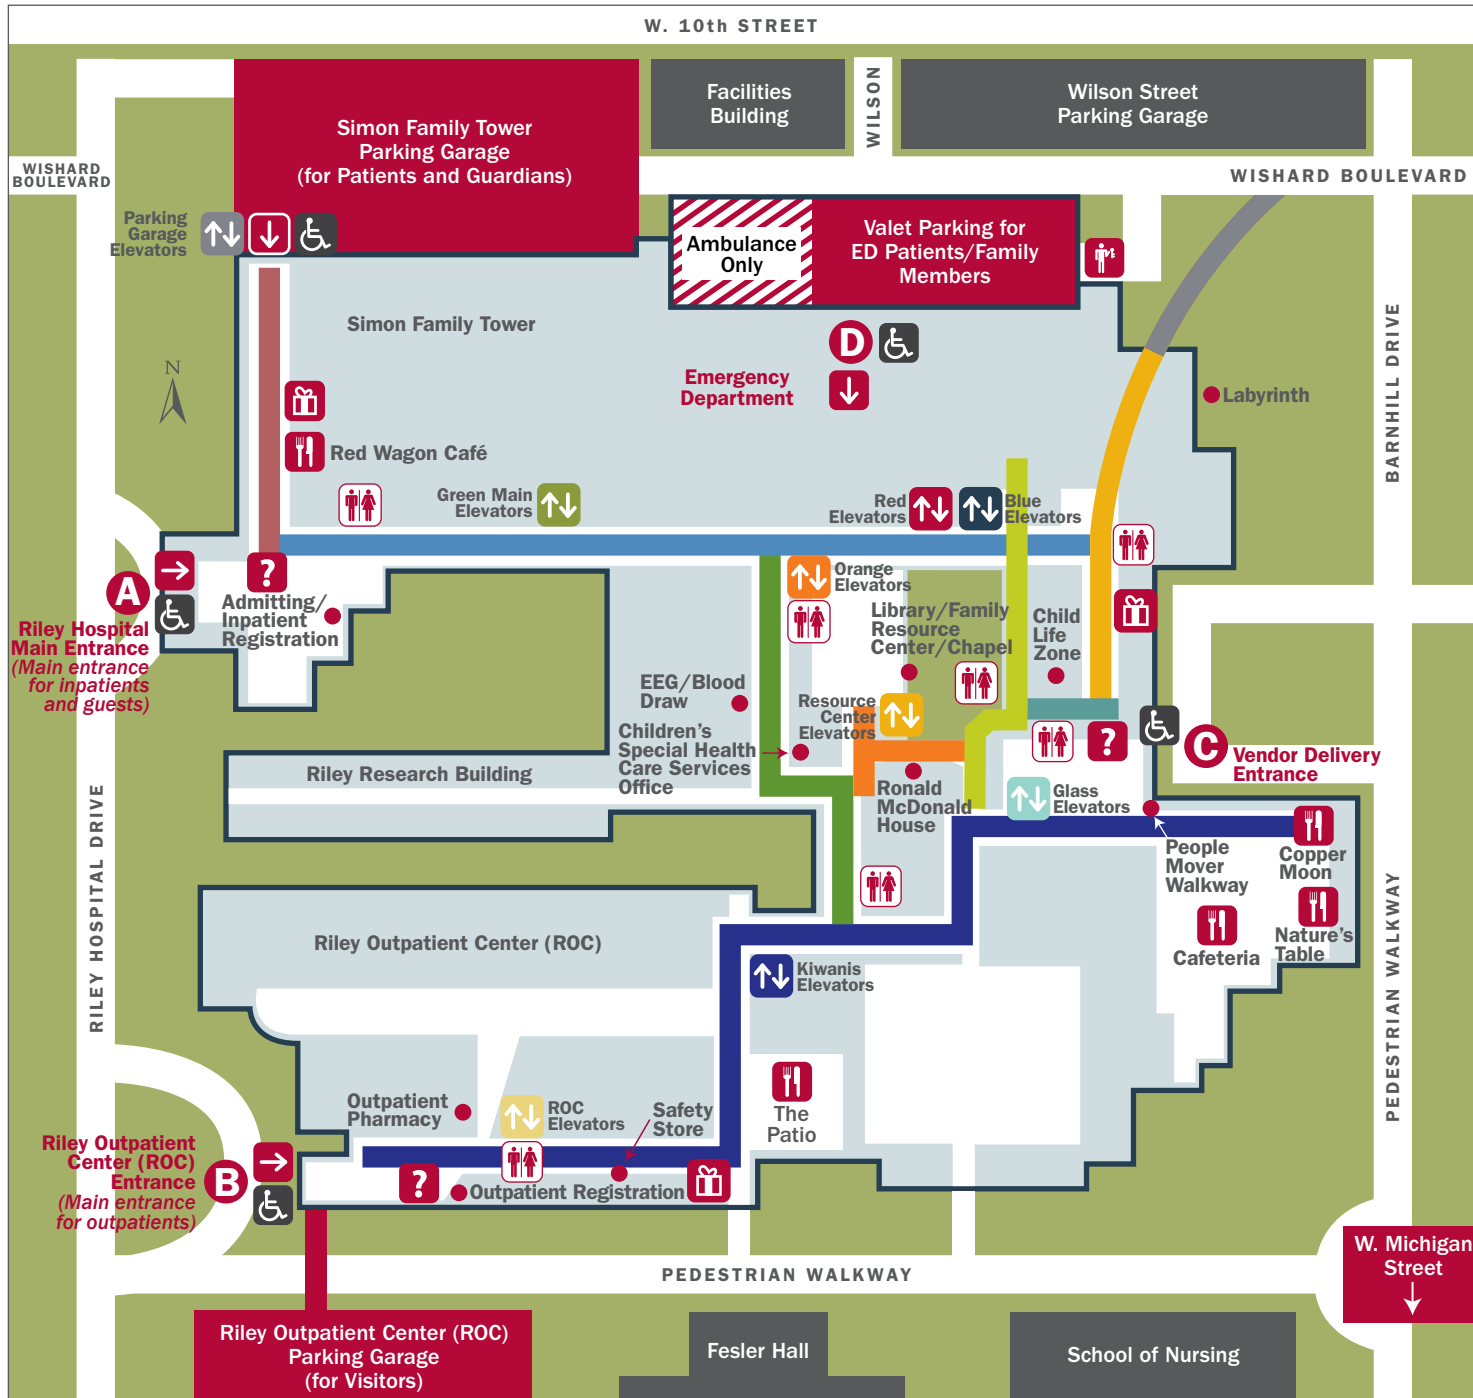 W. 10th STREET
Simon Family Tower
Parking Garage
(for Patients and Guardians)
Facilities
Building
WILSON
Wilson Street
Parking Garage
WISHARD
BOULEVARD
WISHARD BOULEVARD
Parking
Garage
Elevators
Ambulance
Only
Valet Parking for
ED Patients/Family
Members
Simon Family Tower
D
Emergency
Department
N
Labyrinth
BARNHILL DRIVE
Red Wagon Café
Green Main
Elevators
Red
Elevators
Blue
Elevators
A
Riley Hospital
Main Entrance
(Main entrance
for inpatients
and guests)
?
Admitting/
Inpatient
Registration
Orange
Elevators
Library/Family
Resource
Center/Chapel
Child
Life
Zone
EEG/Blood
Draw
Resource
Center
Elevators
Children's
Special Health
Care Services
Office
?
C
Vendor Delivery
Entrance
Riley Research Building
Ronald
McDonald
House
Glass
Elevators
People
Mover
Walkway
Copper
Moon
Cafeteria
Nature's
Table
RILEY HOSPITAL DRIVE
PEDESTRIAN WALKWAY
Riley Outpatient Center (ROC)
Kiwanis
Elevators
Outpatient
Pharmacy
ROC
Elevators
Safety
Store
The
Patio
Riley Outpatient
Center (ROC)
Entrance
(Main entrance
for outpatients)
B
?
Outpatient Registration
PEDESTRIAN WALKWAY
W. Michigan
Street
Riley Outpatient Center (ROC)
Parking Garage
(for Visitors)
Fesler Hall
School of Nursing